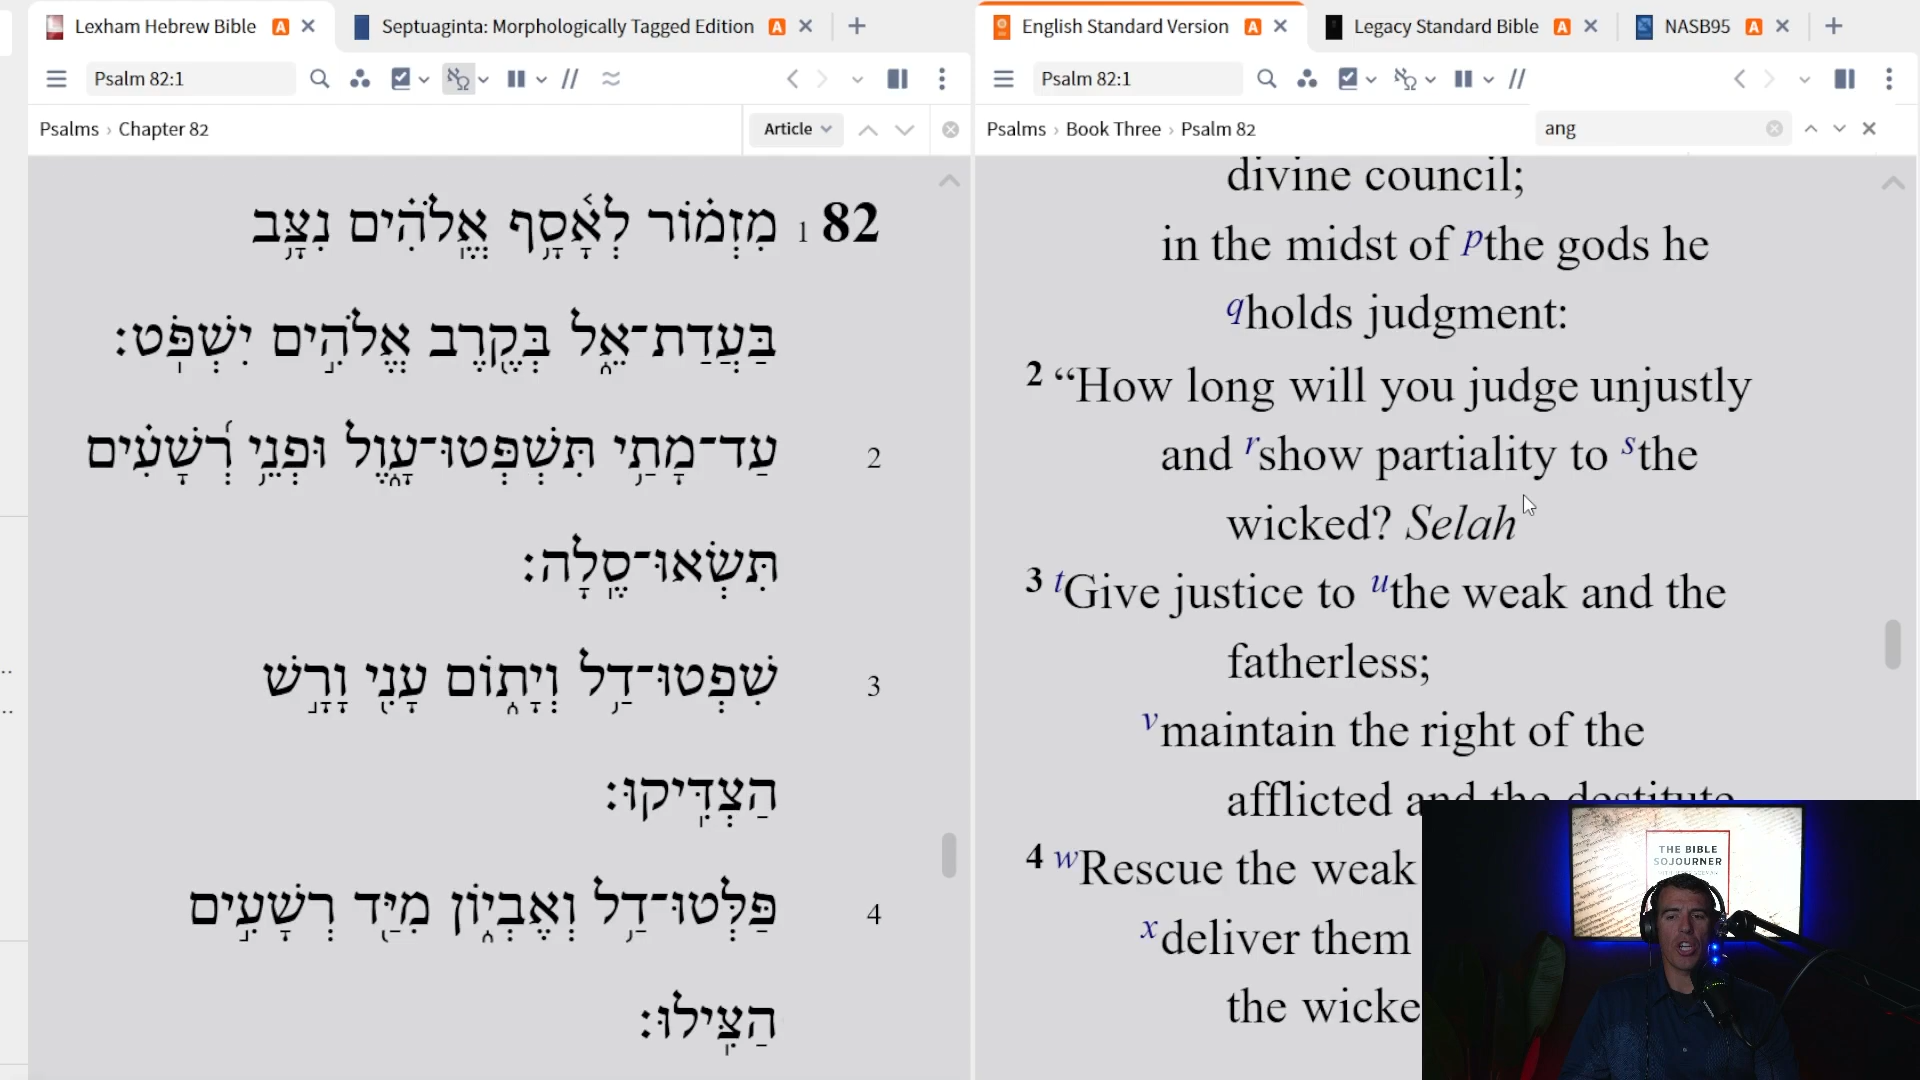 Lexham Hebrew Bible A
Septuaginta: Morphologically Tagged Edition A
Psalm 82:1
Psalms › Chapter 82
Article
82 1 מִזְמ֗וֹר לְאָ֫סָ֥ף אֱֽלֹהִ֗ים נִצָּ֥ב
בַּעֲדַת־אֵ֑ל בְּקֶ֖רֶב אֱלֹהִ֣ים יִשְׁפֹּֽט׃
2 עַד־מָתַ֥י תִּשְׁפְּטוּ־עָ֑וֶל וּפְנֵ֥י רְ֝שָׁעִ֗ים
תִּשְׂאוּ־סֶֽלָה׃
3 שִׁפְטוּ־דַ֥ל וְיָת֑וֹם עָנִ֖י וָרָ֣שׁ
הַצְדִּֽיקוּ׃
4 פַּלְּטוּ־דַ֥ל וְאֶבְי֑וֹן מִיַּ֖ד רְשָׁעִ֣ים
הַצִּֽילוּ׃
English Standard Version A
Legacy Standard Bible A
NASB95 A
Psalm 82:1
Psalms › Book Three › Psalm 82
ang
divine council;
in the midst of pthe gods he
qholds judgment:
2 “How long will you judge unjustly
and rshow partiality to sthe
wicked? Selah
3 tGive justice to uthe weak and the
fatherless;
vmaintain the right of the
afflicted and the destitute
4 wRescue the weak
xdeliver them
the wicke
THE BIBLE
SOJOURNER